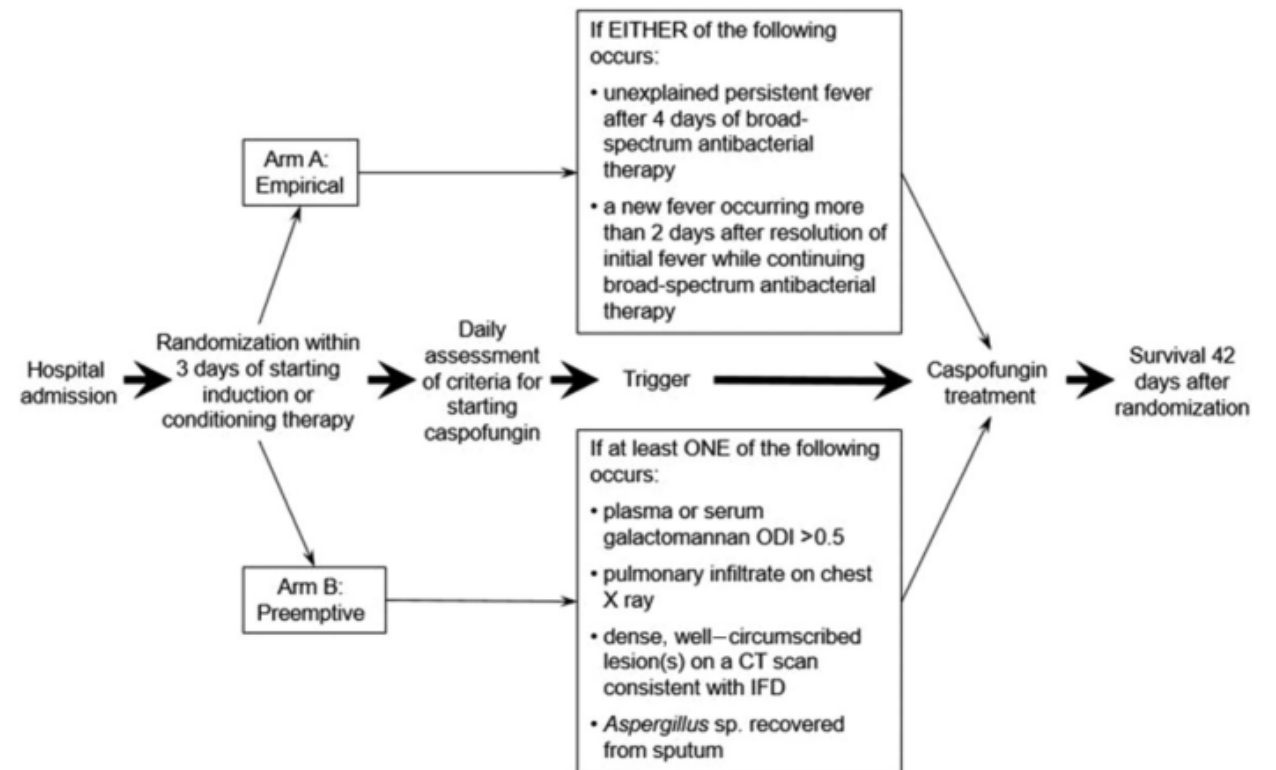 If EITHER of the following
occurs:
• unexplained persistent fever
after 4 days of broad-
spectrum antibacterial
therapy
• a new fever occurring more
than 2 days after resolution of
initial fever while continuing
broad-spectrum antibacterial
therapy
Arm A:
Empirical
Hospital
admission
Randomization within
3 days of starting
induction or
conditioning therapy
Daily
assessment
of criteria for
starting
caspofungin
Trigger
Caspofungin
treatment
Survival 42
days after
randomization
Arm B:
Preemptive
If at least ONE of the following
occurs:
• plasma or serum
galactomannan ODI >0.5
• pulmonary infiltrate on chest
X ray
• dense, well–circumscribed
lesion(s) on a CT scan
consistent with IFD
• Aspergillus sp. recovered
from sputum